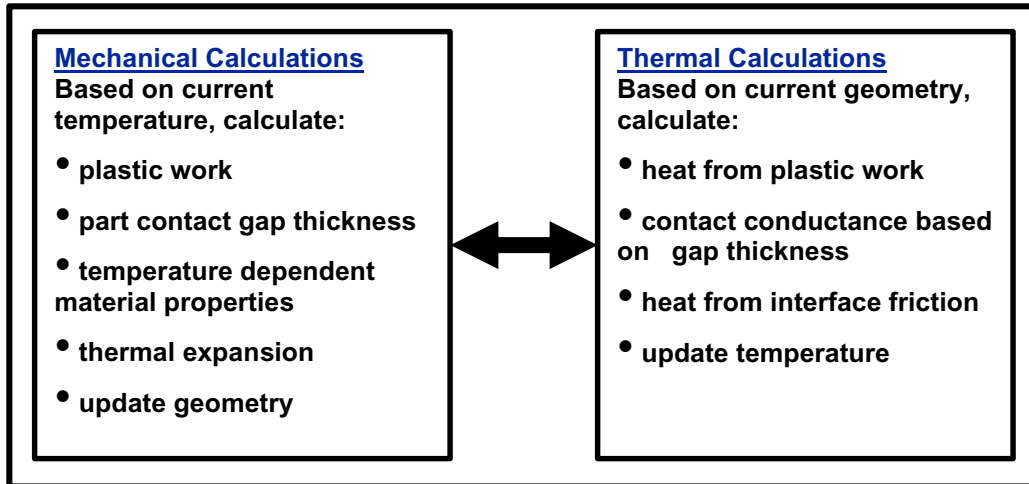 Mechanical Calculations
Based on current
temperature, calculate:
• plastic work
• part contact gap thickness
• temperature dependent
material properties
• thermal expansion
• update geometry
Thermal Calculations
Based on current geometry,
calculate:
• heat from plastic work
• contact conductance based
on gap thickness
• heat from interface friction
• update temperature